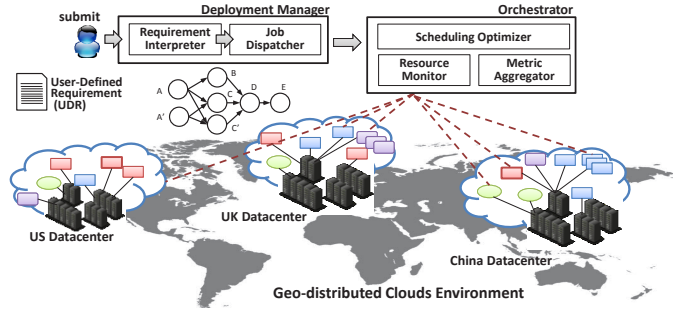 submit
Deployment Manager
Requirement
Interpreter
Job
Dispatcher
Orchestrator
Scheduling Optimizer
Resource
Monitor
Metric
Aggregator
User-Defined
Requirement
(UDR)
A
A'
B
C
C'
D
E
US Datacenter
UK Datacenter
China Datacenter
Geo-distributed Clouds Environment